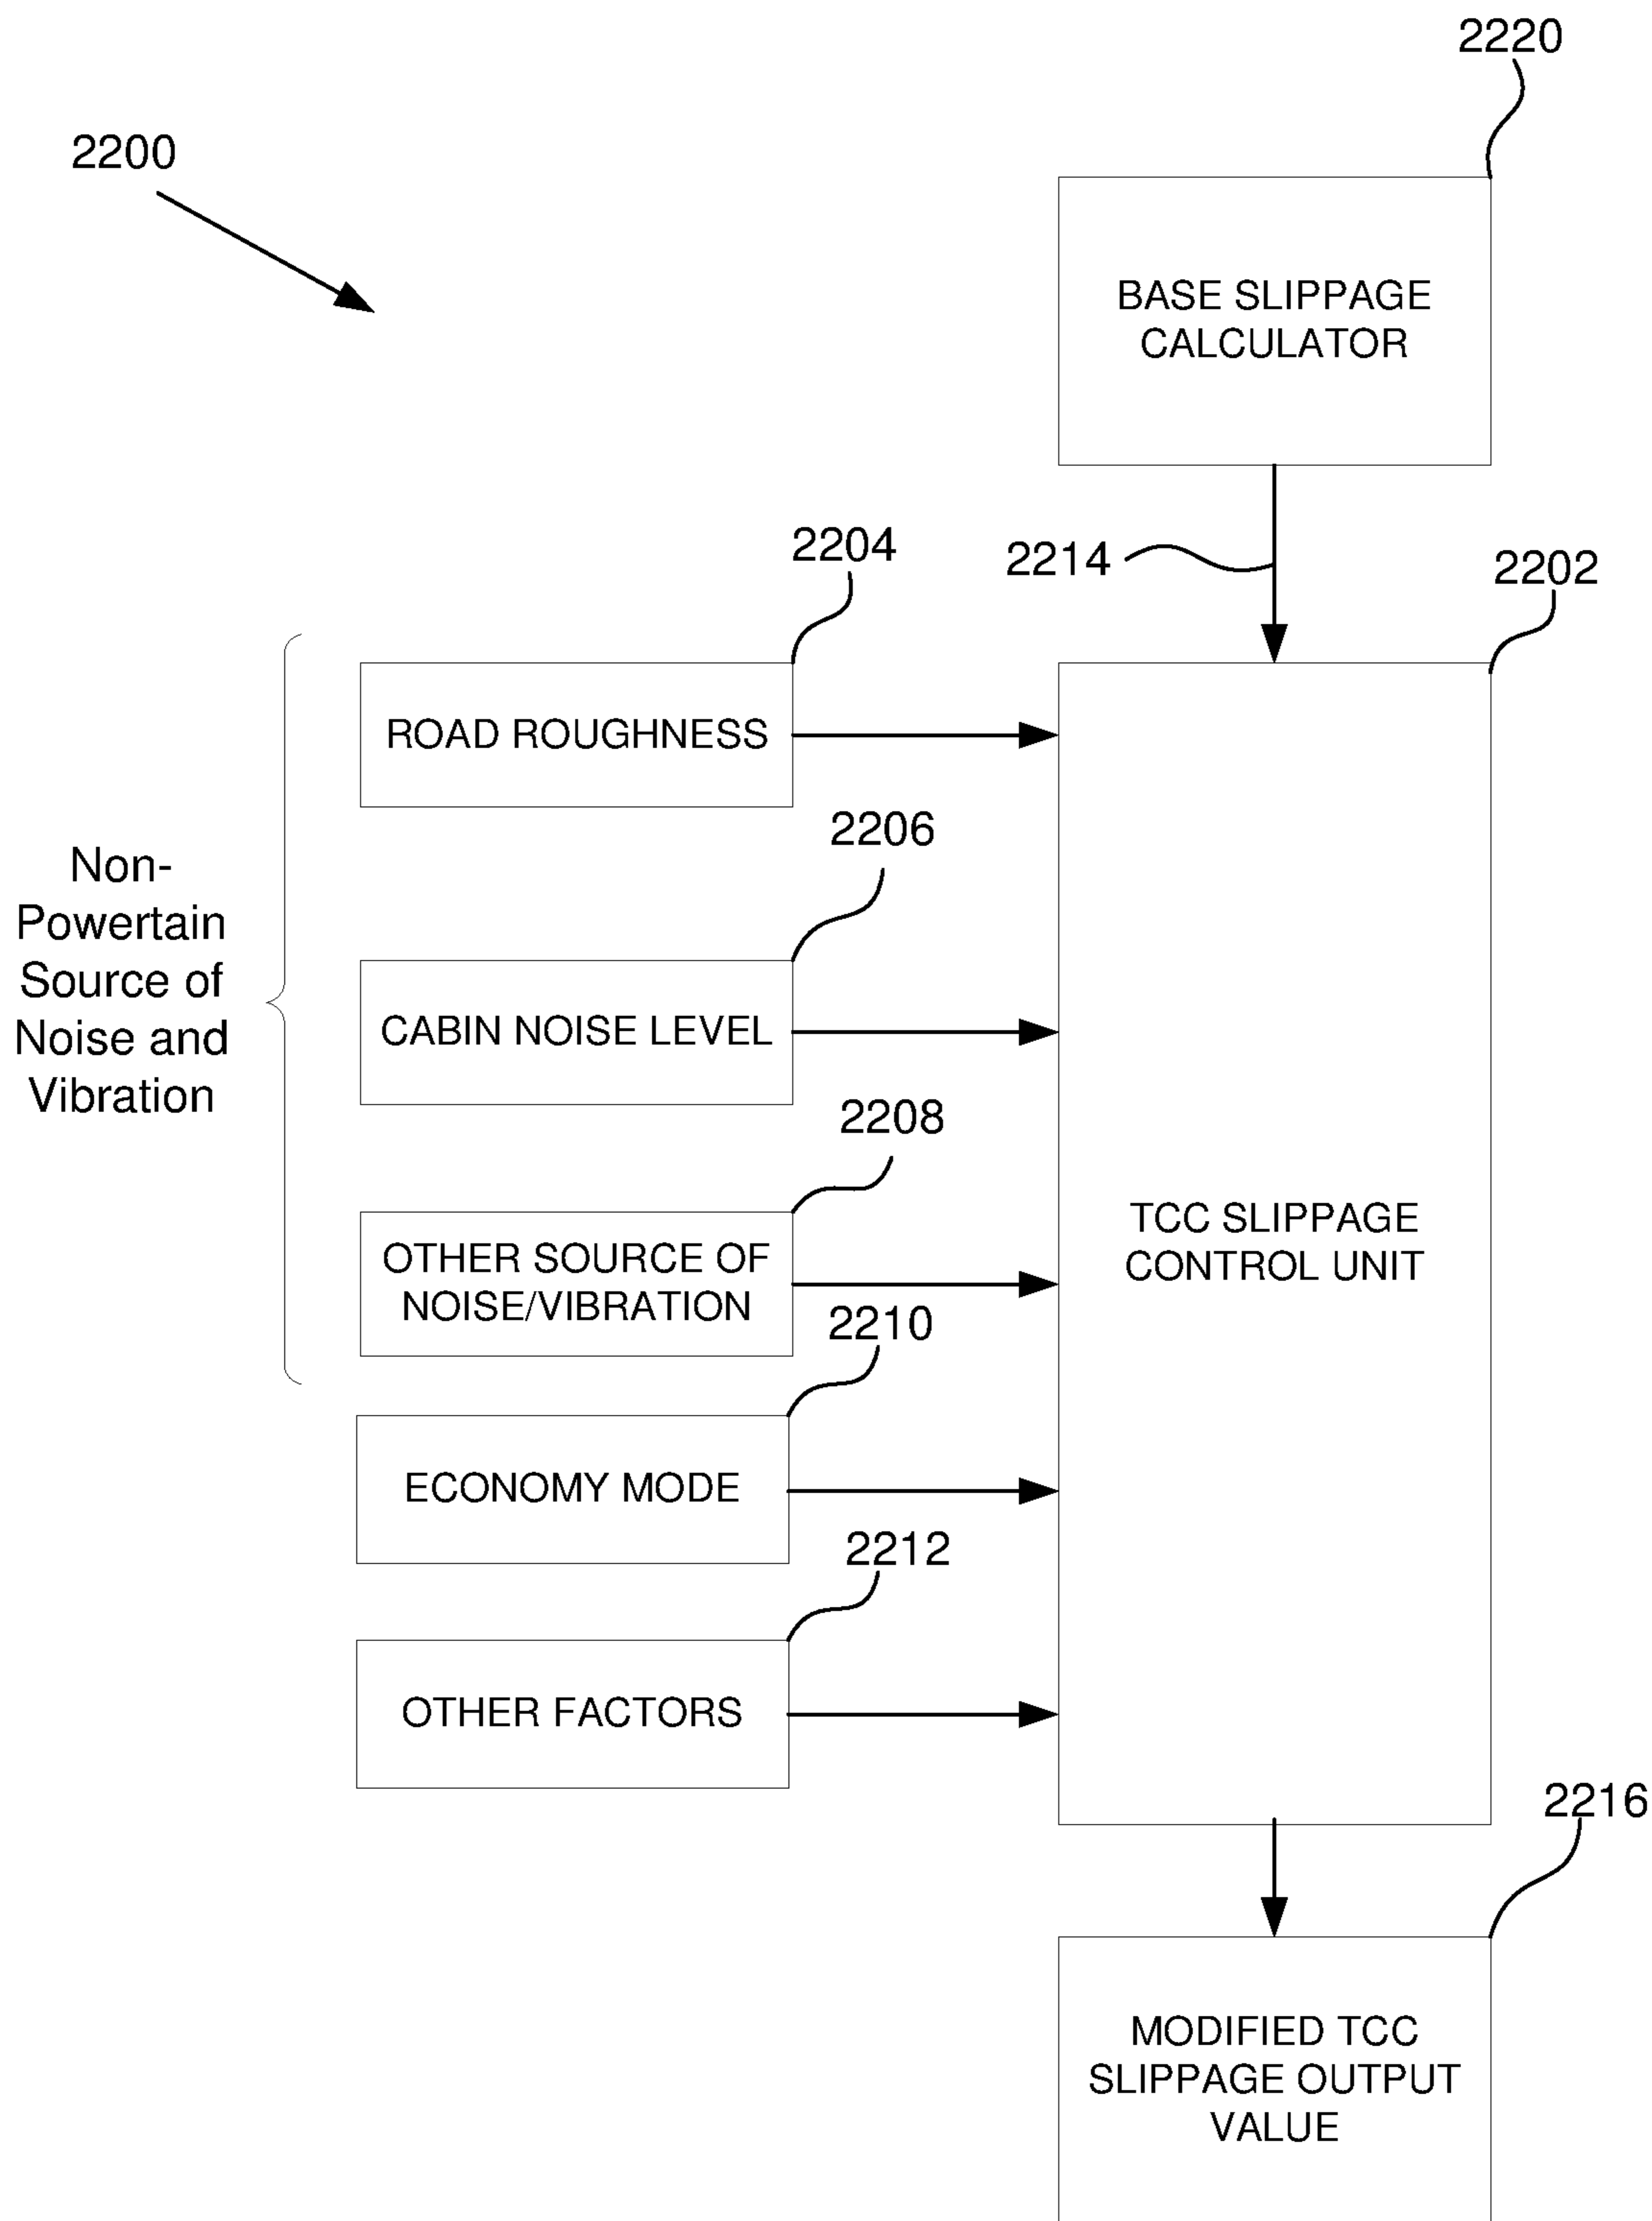 2220
2200
BASE SLIPPAGE
CALCULATOR
2204
2214
2202
ROAD ROUGHNESS
2206
Non-
Powertain
Source of
Noise and
Vibration
CABIN NOISE LEVEL
2208
OTHER SOURCE OF
NOISE/VIBRATION
TCC SLIPPAGE
CONTROL UNIT
2210
ECONOMY MODE
2212
OTHER FACTORS
2216
MODIFIED TCC
SLIPPAGE OUTPUT
VALUE